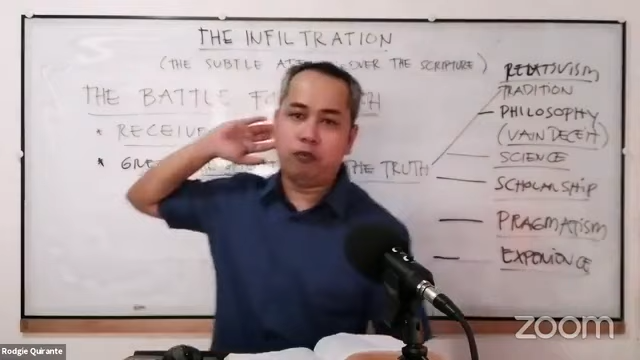 THE INFILTRATION
(THE SUBTLE OVER THE SCRIPTURE)
THE BATTLE
* RECEIVE
* THE TRUTH
RELATIVISM
TRADITION
PHILOSOPHY
(VAIN DECEIT)
SCIENCE
SCHOLARSHIP
PRAGMATISM
EXPERIENCE
Rodgie Quirante
zoom